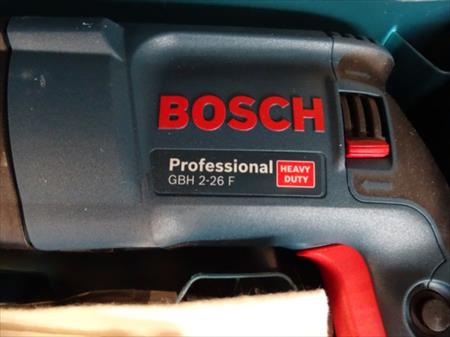 BOSCH
Professional HEAVY
GBH 2-26 F DUTY